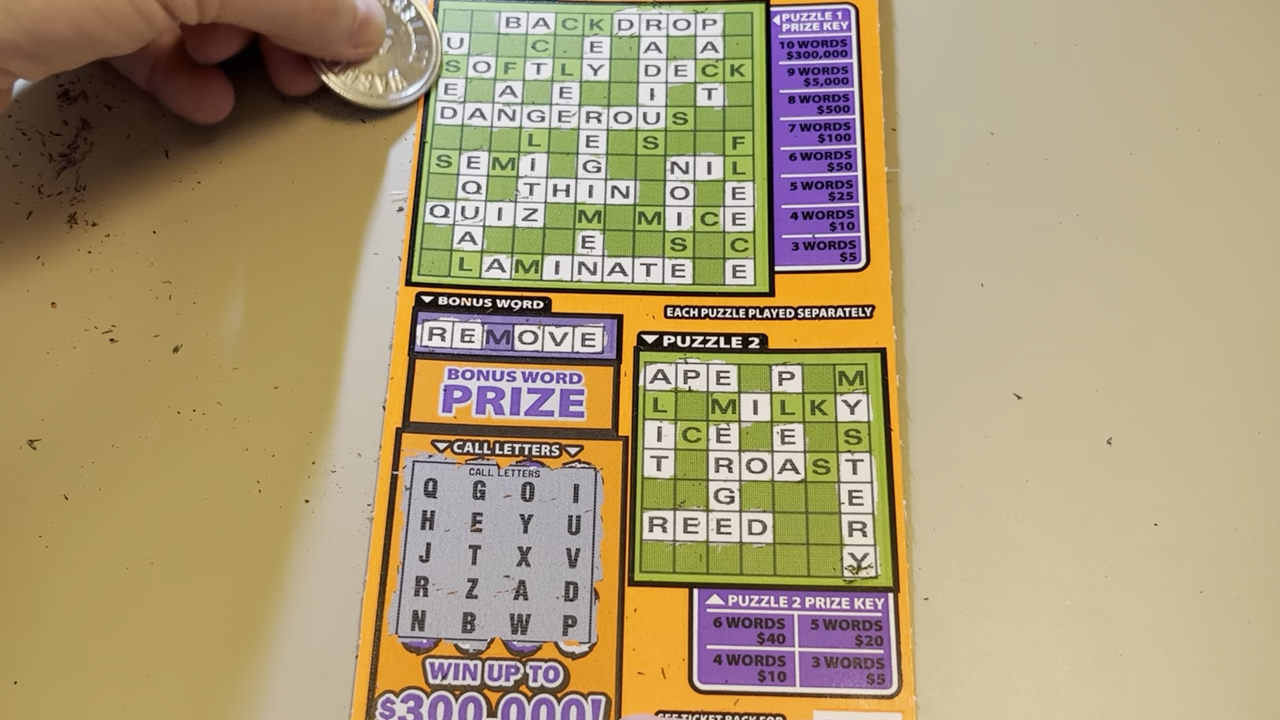 BACKDROP
U C E A A
SOFTLY DECK
E A E I T
DANGEROUS
L E S F
SEMI G NIL
Q THIN O E
QUIZ M MICE
A E S C
LAMINATE E
PUZZLE 1
PRIZE KEY
10 WORDS
$300,000
9 WORDS
$5,000
8 WORDS
$500
7 WORDS
$100
6 WORDS
$50
5 WORDS
$25
4 WORDS
$10
3 WORDS
$5
BONUS WORD
REMOVE
BONUS WORD
PRIZE
EACH PUZZLE PLAYED SEPARATELY
PUZZLE 2
APE P M
L MILKY
ICE E S
T ROAST
G E
REED R
Y
PUZZLE 2 PRIZE KEY
6 WORDS
$40
5 WORDS
$20
4 WORDS
$10
3 WORDS
$5
CALL LETTERS
CALL LETTERS
Q G O I
H E Y U
J T X V
R Z A D
N B W P
WIN UP TO
$300,000!
SEE TICKET BACK FOR